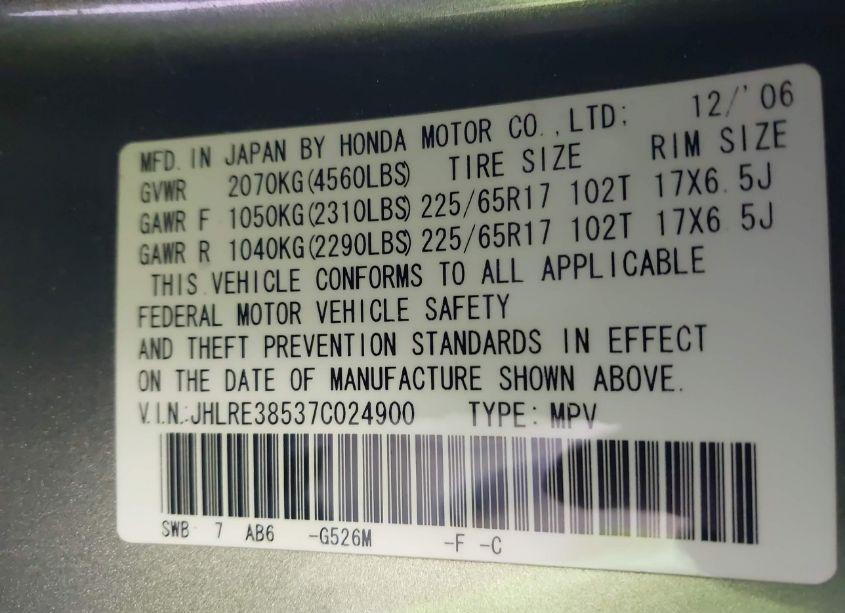 MFD. IN JAPAN BY HONDA MOTOR CO., LTD: 12/'06
GVWR 2070KG(4560LBS) TIRE SIZE RIM SIZE
GAWR F 1050KG(2310LBS) 225/65R17 102T 17X6.5J
GAWR R 1040KG(2290LBS) 225/65R17 102T 17X6.5J
THIS VEHICLE CONFORMS TO ALL APPLICABLE
FEDERAL MOTOR VEHICLE SAFETY
AND THEFT PREVENTION STANDARDS IN EFFECT
ON THE DATE OF MANUFACTURE SHOWN ABOVE.
V.I.N.:JHLRE38537C024900 TYPE: MPV
SWB- 7 AB6 -G526M -F -C